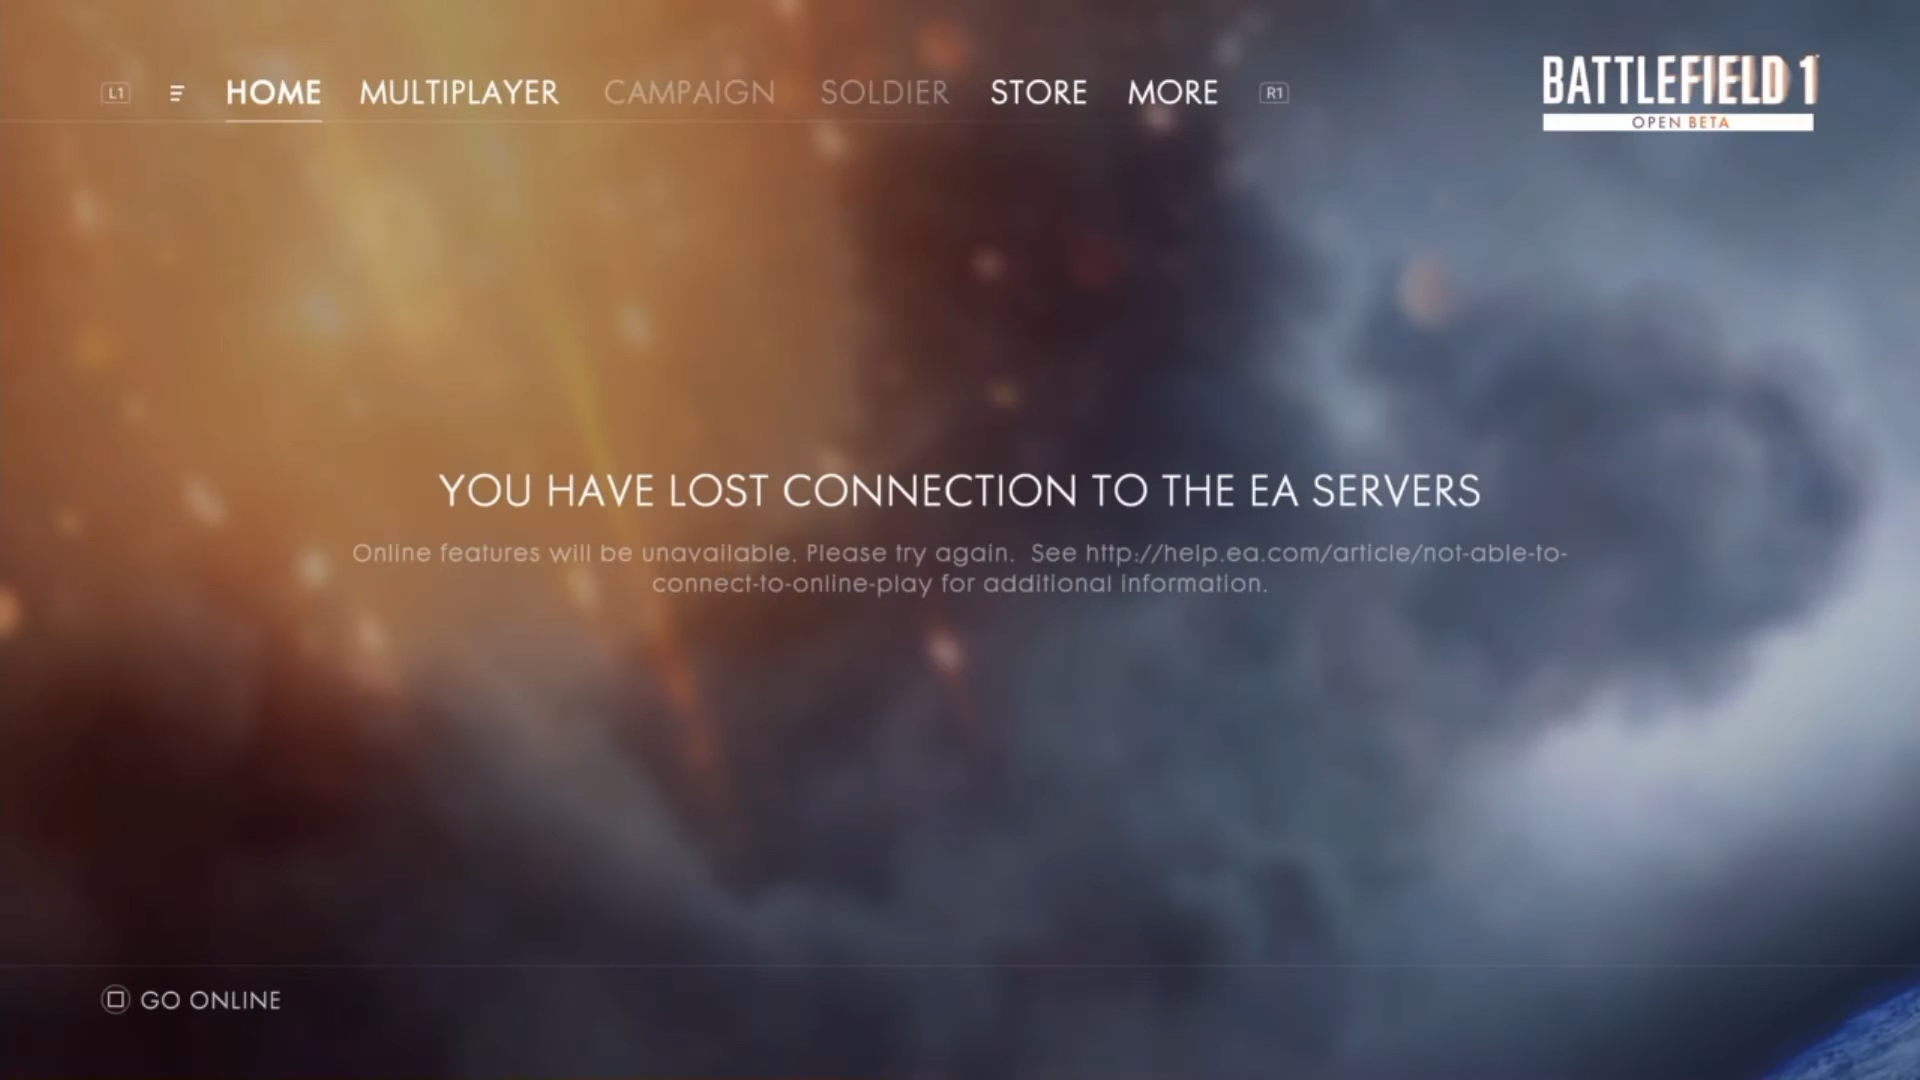 L1 HOME MULTIPLAYER CAMPAIGN SOLDIER STORE MORE R1
BATTLEFIELD 1
OPEN BETA
YOU HAVE LOST CONNECTION TO THE EA SERVERS
Online features will be unavailable. Please try again.  See http://help.ea.com/article/not-able-to-
connect-to-online-play for additional information.
GO ONLINE